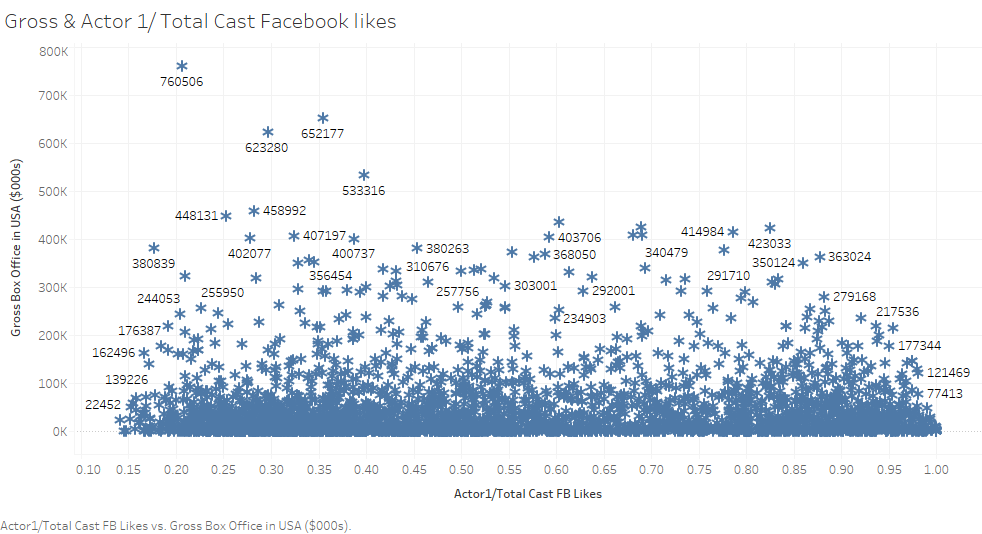 Gross & Actor 1/ Total Cast Facebook likes
800K
760506
700K
652177
623280
600K
533316
500K
448131
458992
400K
407197
402077
400737
380839
380263
403706
368050
414984
423033
340479
350124
363024
356454
310676
300K
244053
255950
257756
303001
292001
291710
279168
234903
217536
200K
176387
162496
177344
139226
121469
100K
77413
22452
0K
Gross Box Office in USA ($000s)
0.10 0.15 0.20 0.25 0.30 0.35 0.40 0.45 0.50 0.55 0.60 0.65 0.70 0.75 0.80 0.85 0.90 0.95 1.00
Actor1/Total Cast FB Likes
Actor1/Total Cast FB Likes vs. Gross Box Office in USA ($000s).